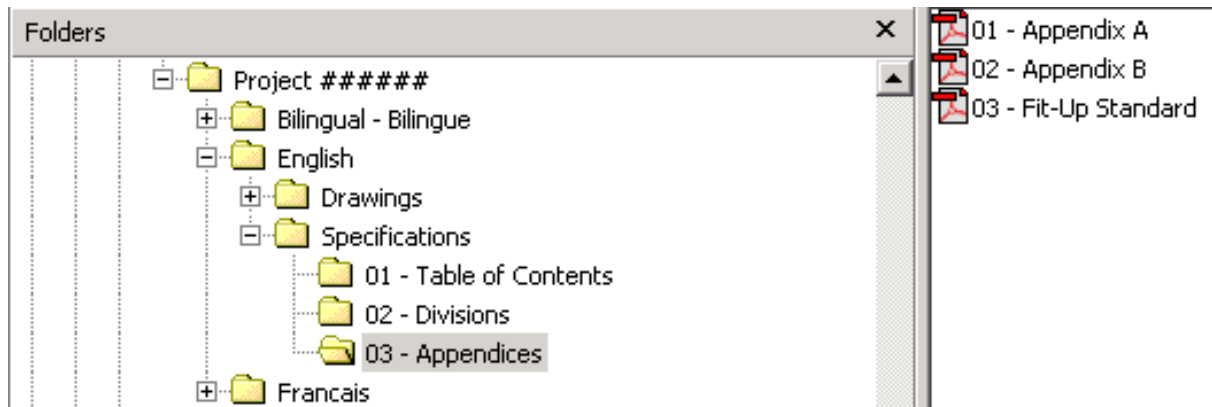 Folders
Project ######
Bilingual - Bilingue
English
Drawings
Specifications
01 - Table of Contents
02 - Divisions
03 - Appendices
Francais
01 - Appendix A
02 - Appendix B
03 - Fit-Up Standard